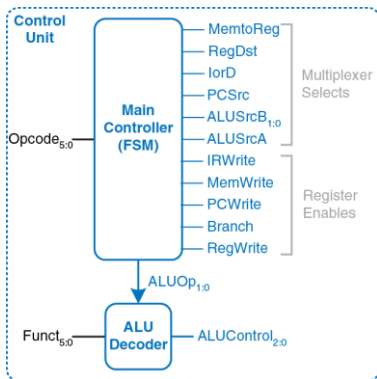 Control
Unit
MemtoReg
RegDst
IorD
PCSrc
ALUSrcB1:0
ALUSrcA
Multiplexer
Selects
Main
Controller
(FSM)
Opcode5:0
IRWrite
MemWrite
PCWrite
Branch
RegWrite
Register
Enables
ALUOp1:0
ALU
Decoder
Funct5:0
ALUControl2:0